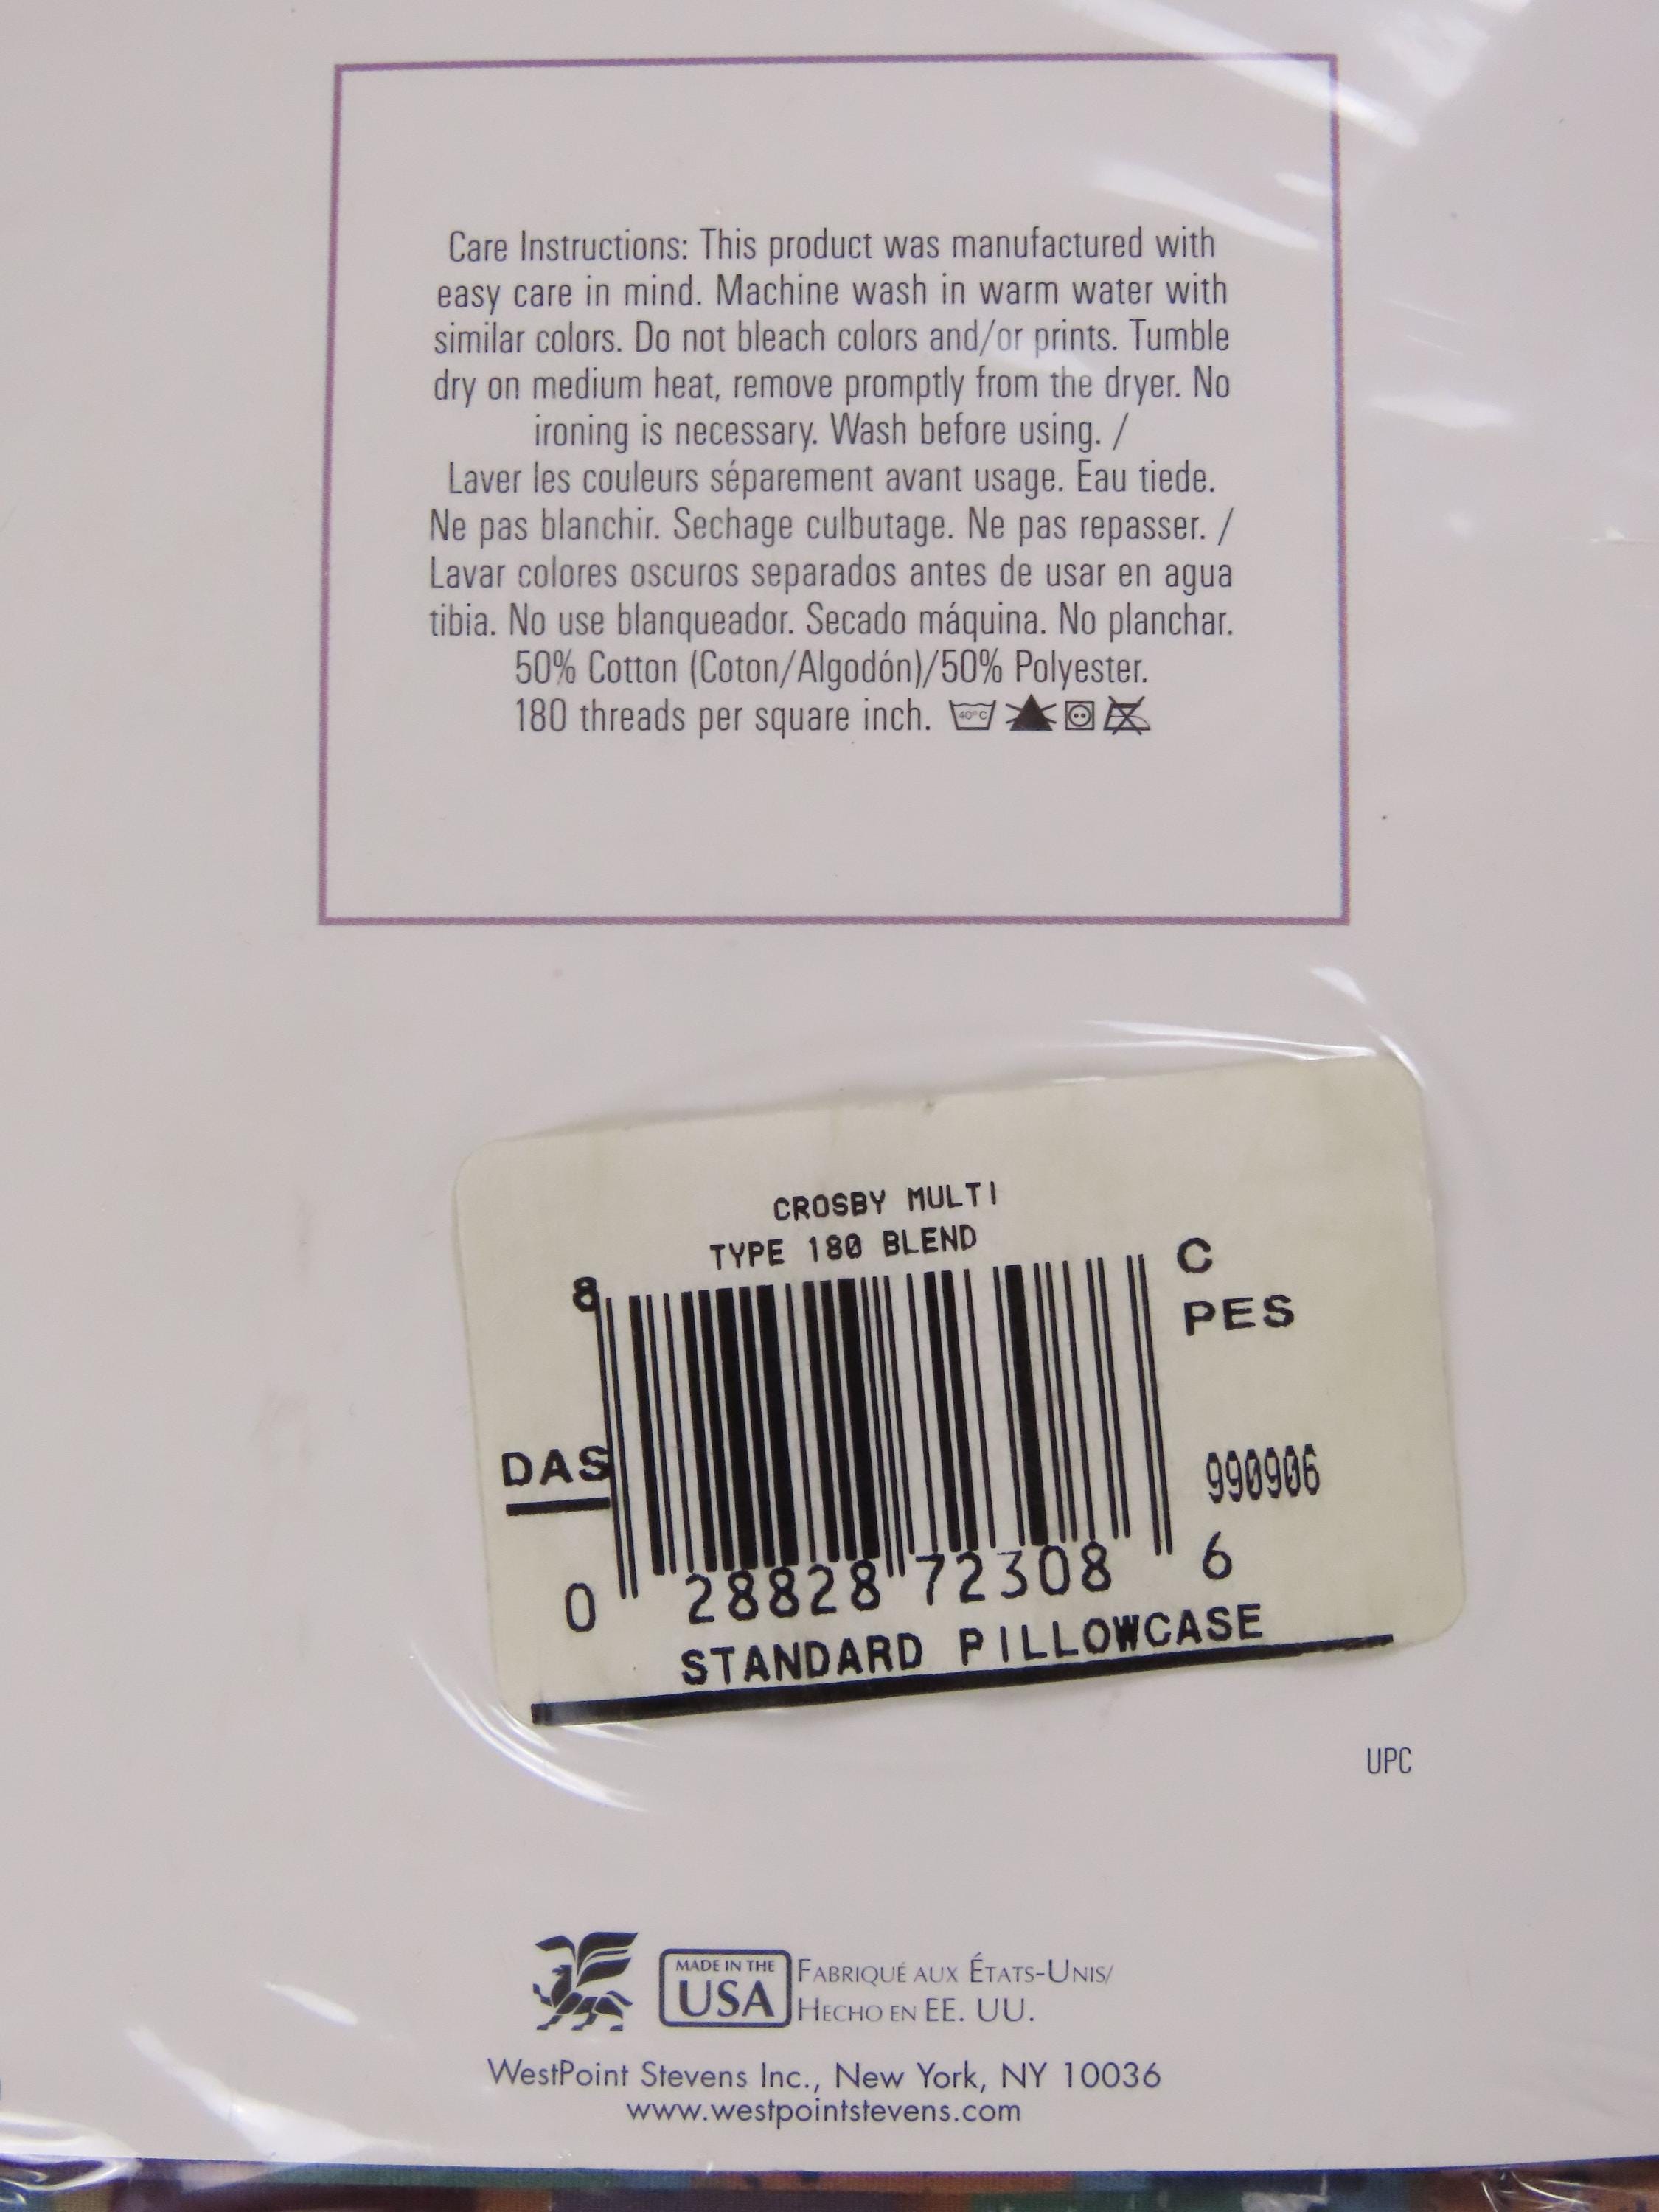 Care Instructions: This product was manufactured with
easy care in mind. Machine wash in warm water with
similar colors. Do not bleach colors and/or prints. Tumble
dry on medium heat, remove promptly from the dryer. No
ironing is necessary. Wash before using. /
Laver les couleurs séparement avant usage. Eau tiede.
Ne pas blanchir. Sechage culbutage. Ne pas repasser. /
Lavar colores oscuros separados antes de usar en agua
tibia. No use blanqueador. Secado máquina. No planchar.
50% Cotton (Coton/Algodón)/50% Polyester.
180 threads per square inch. 40°C
CROSBY MULTI
TYPE 180 BLEND
8
C
PES
DAS
990906
0 28828 72308 6
STANDARD PILLOWCASE
UPC
MADE IN THE
USA
FABRIQUÉ AUX ÉTATS-UNIS/
HECHO EN EE. UU.
WestPoint Stevens Inc., New York, NY 10036
www.westpointstevens.com